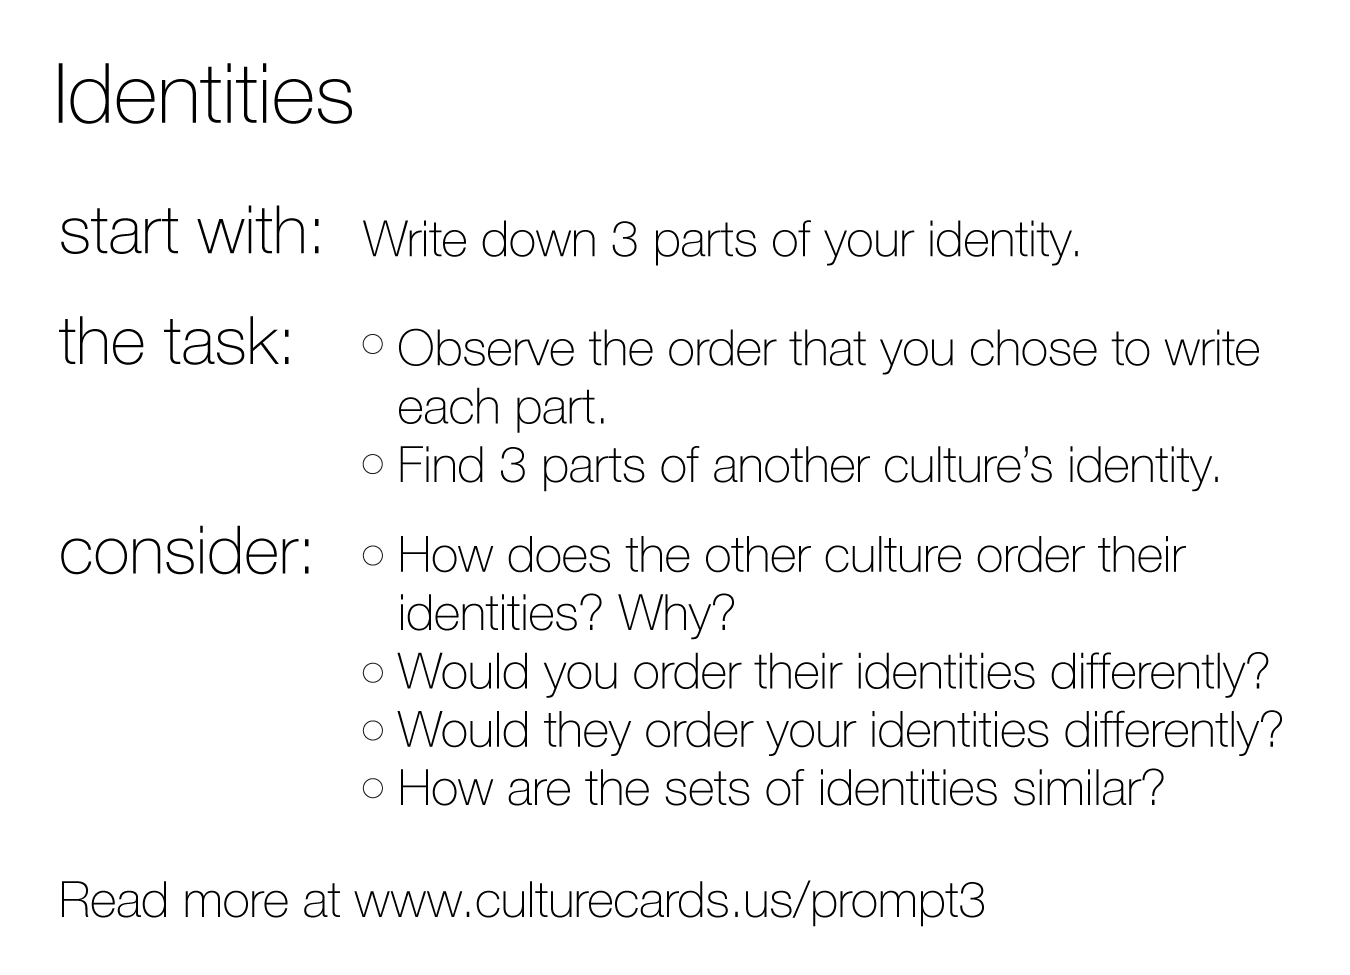 Identities
start with: Write down 3 parts of your identity.
the task: ○ Observe the order that you chose to write
each part.
○ Find 3 parts of another culture’s identity.
consider: ○ How does the other culture order their
identities? Why?
○ Would you order their identities differently?
○ Would they order your identities differently?
○ How are the sets of identities similar?
Read more at www.culturecards.us/prompt3